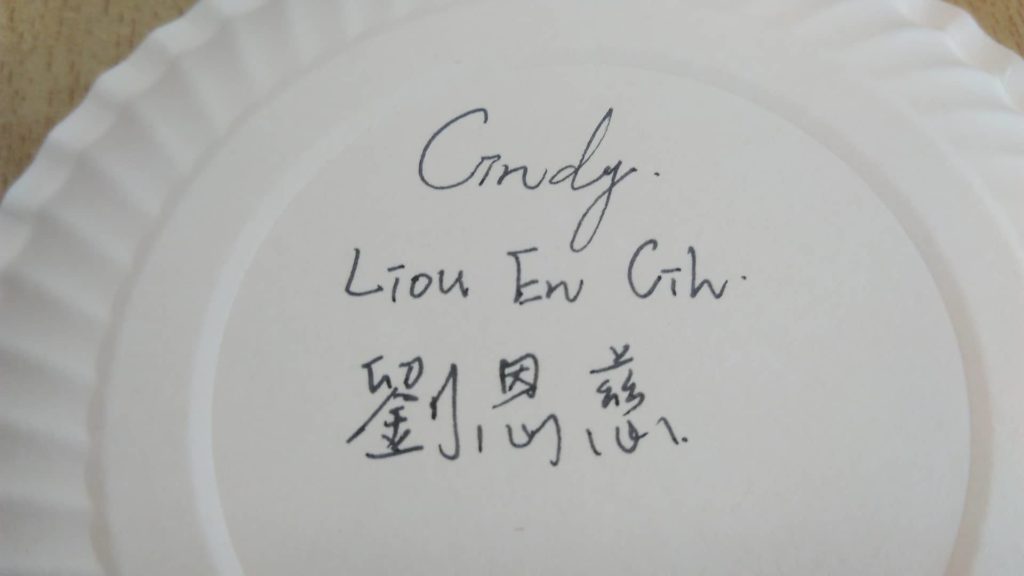 Cindy.
Liou En Cih.
劉恩慈.